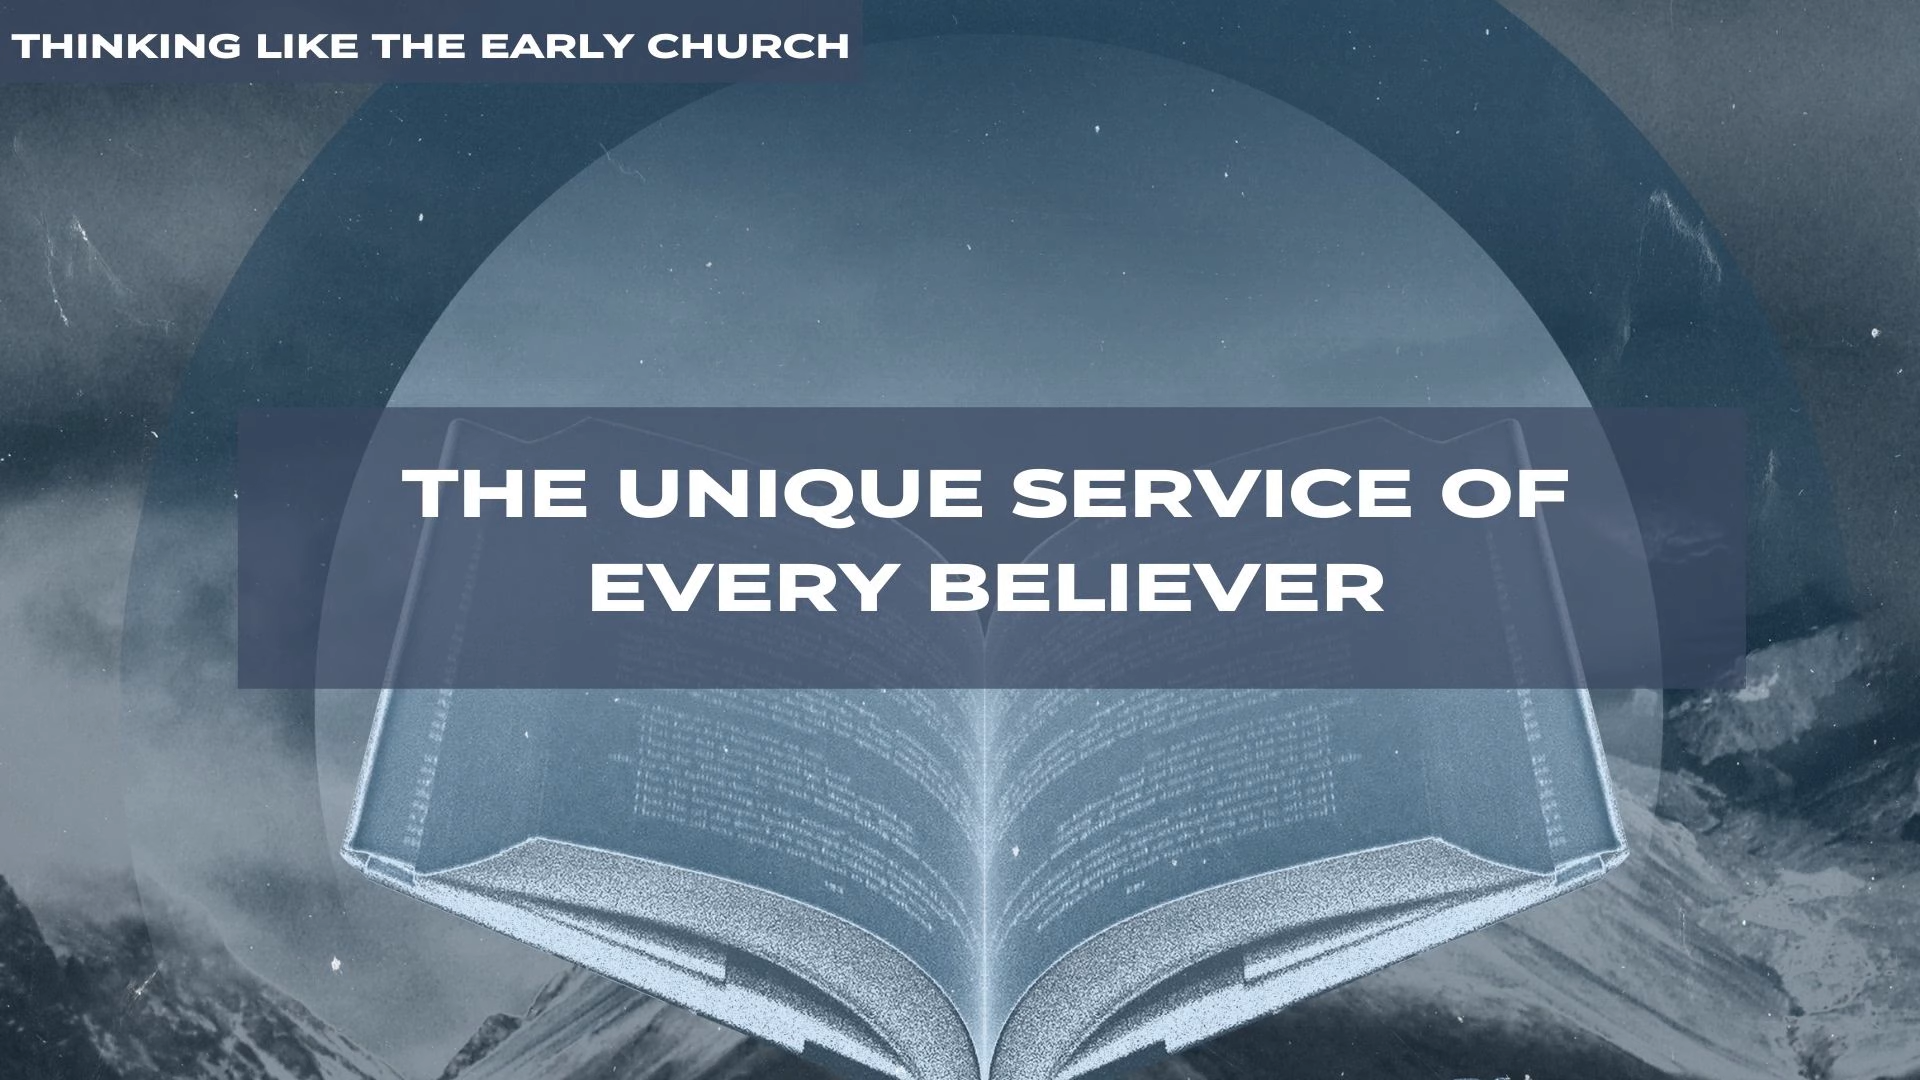 THINKING LIKE THE EARLY CHURCH
THE UNIQUE SERVICE OF
EVERY BELIEVER